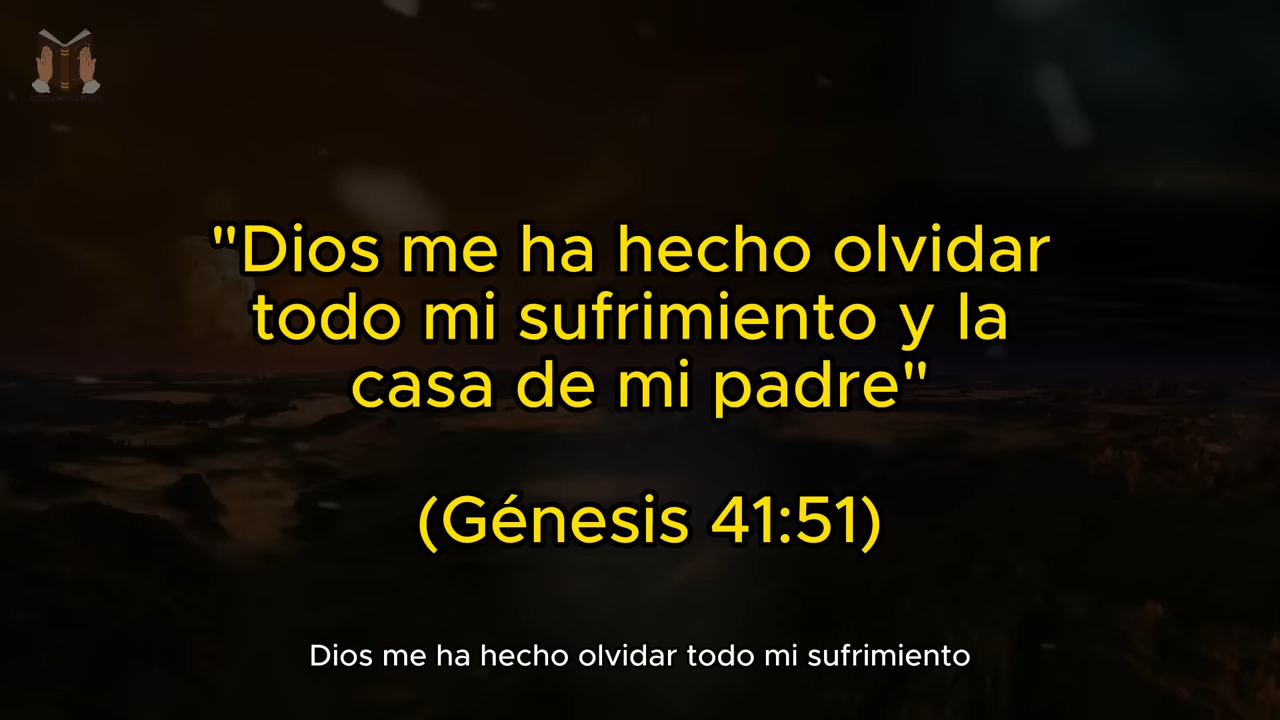 "Dios me ha hecho olvidar
todo mi sufrimiento y la
casa de mi padre"
(Génesis 41:51)
Dios me ha hecho olvidar todo mi sufrimiento